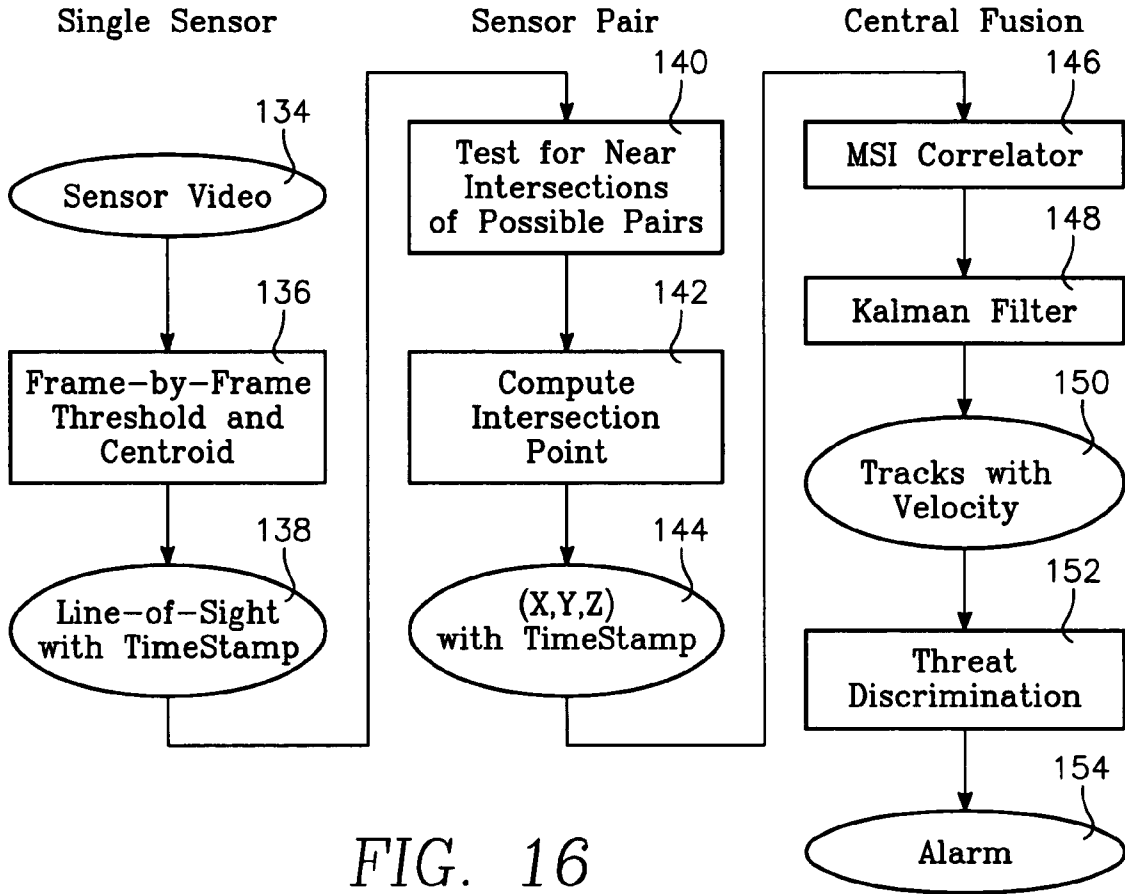 Single Sensor
134
Sensor Video
136
Frame-by-Frame
Threshold and
Centroid
138
Line-of-Sight
with TimeStamp
Sensor Pair
140
Test for Near
Intersections
of Possible Pairs
142
Compute
Intersection
Point
144
(X,Y,Z)
with TimeStamp
Central Fusion
146
MSI Correlator
148
Kalman Filter
150
Tracks with
Velocity
152
Threat
Discrimination
154
Alarm
FIG. 16